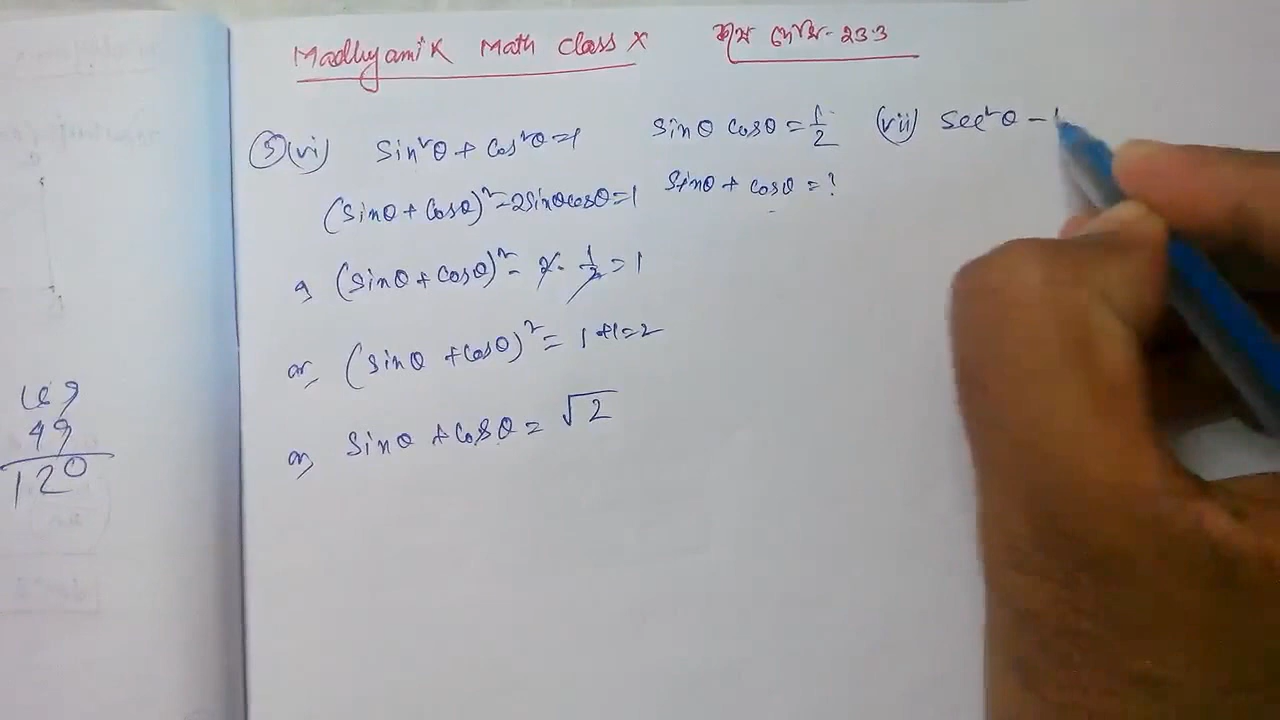 Madhyamik Math Class X কষে দেখি- 23.3
5 (vi) sin²θ + cos²θ = 1
(sinθ + cosθ)² - 2sinθcosθ = 1
(sinθ + cosθ)² - 2. 1/2 = 1
or, (sinθ + cosθ)² = 1+1=2
or, sinθ + cosθ = √2
sinθ cosθ = 1/2
sinθ + cosθ = ?
(vii) sec²θ -
169
49
120